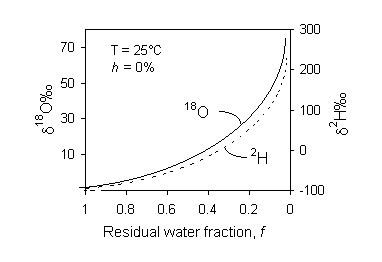 70
50
30
10
δ¹⁸O‰
T = 25°C
h = 0%
¹⁸O
²H
300
200
100
0
-100
δ²H‰
1 0.8 0.6 0.4 0.2 0
Residual water fraction, f